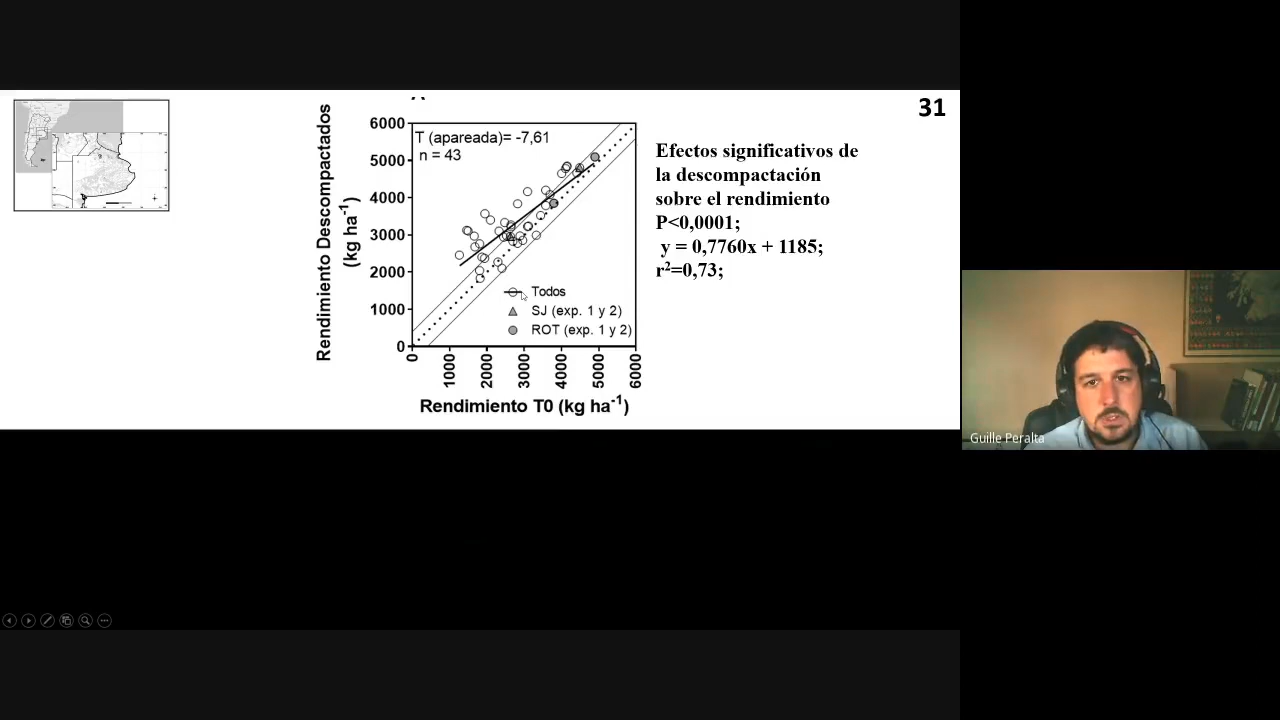 31
Rendimiento Descompactados
(kg ha⁻¹)
6000
5000
4000
3000
2000
1000
0
T (apareada)= -7,61
n = 43
Todos
SJ (exp. 1 y 2)
ROT (exp. 1 y 2)
0
1000
2000
3000
4000
5000
6000
Rendimiento T0 (kg ha⁻¹)
Efectos significativos de
la descompactación
sobre el rendimiento
P<0,0001;
y = 0,7760x + 1185;
r²=0,73;
Guille Peralta